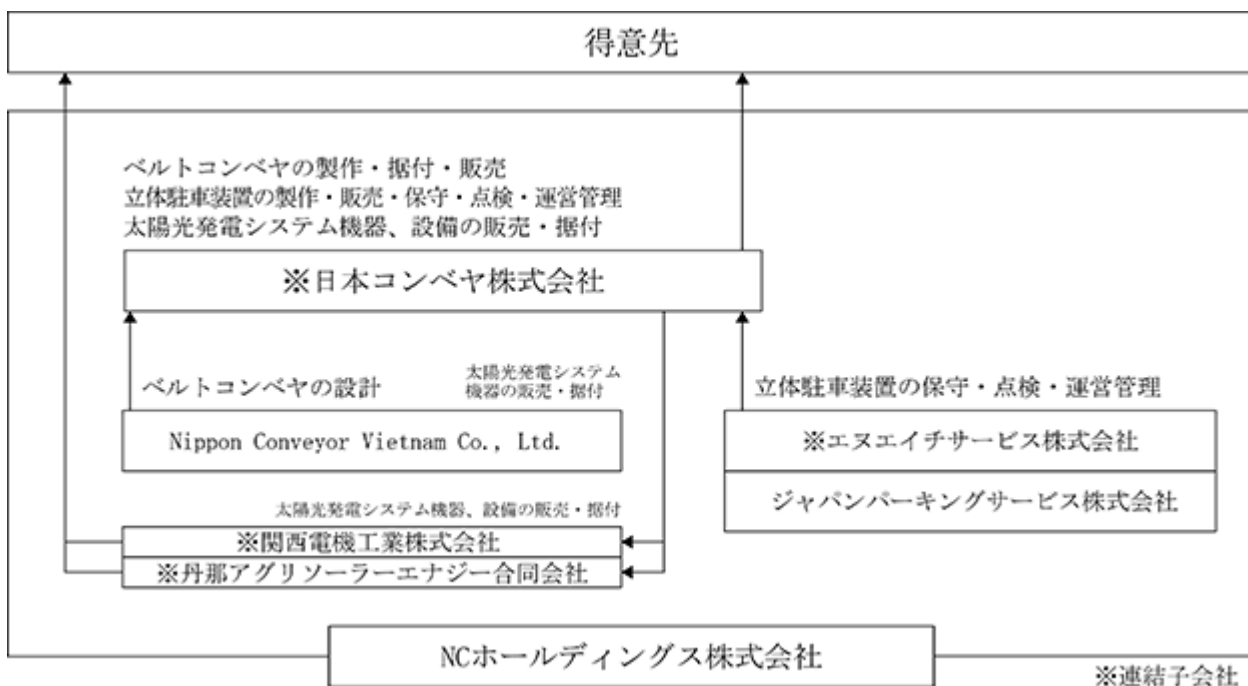 得意先
ベルトコンベヤの製作・据付・販売
立体駐車装置の製作・販売・保守・点検・運営管理
太陽光発電システム機器、設備の販売・据付
※日本コンベヤ株式会社
ベルトコンベヤの設計
太陽光発電システム
機器の販売・据付
Nippon Conveyor Vietnam Co., Ltd.
立体駐車装置の保守・点検・運営管理
※エヌエイチサービス株式会社
ジャパンパーキングサービス株式会社
太陽光発電システム機器、設備の販売・据付
※関西電機工業株式会社
※丹那アグリソーラーエナジー合同会社
NCホールディングス株式会社
※連結子会社